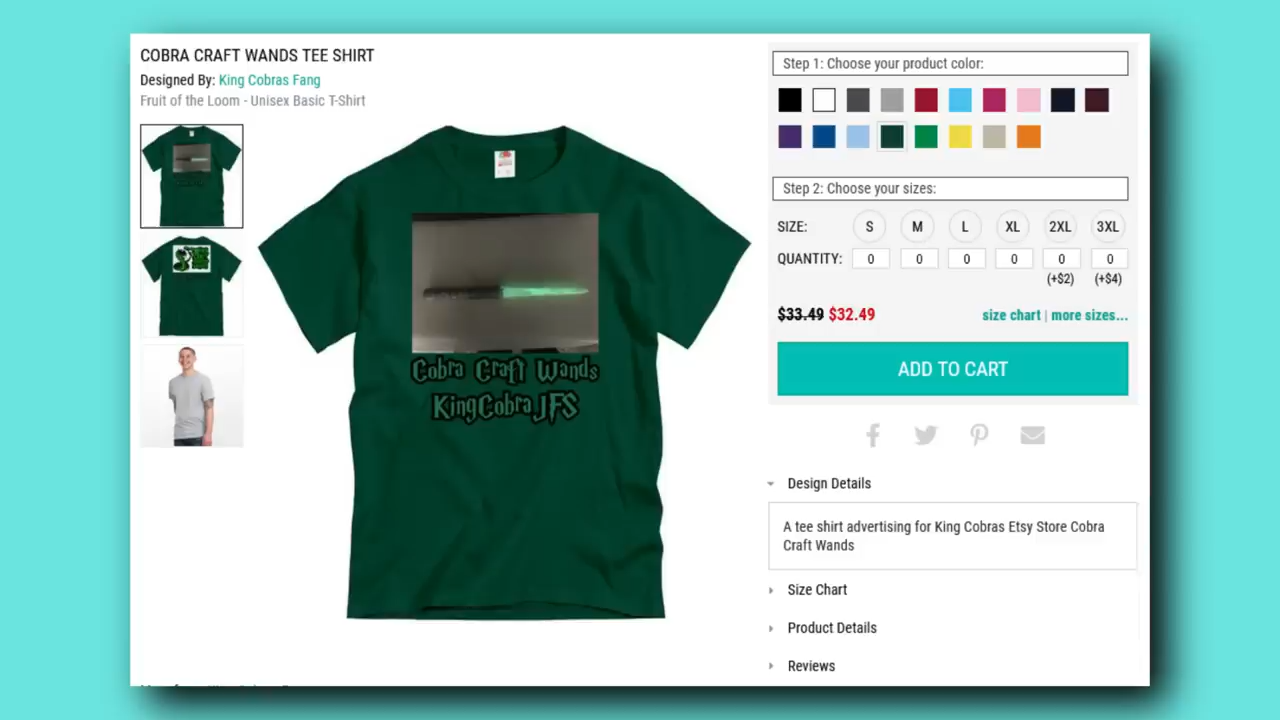 COBRA CRAFT WANDS TEE SHIRT
Designed By: King Cobras Fang
Fruit of the Loom - Unisex Basic T-Shirt
Cobra Craft Wands
KingCobraJFS
Step 1: Choose your product color:
Step 2: Choose your sizes:
SIZE: S M L XL 2XL 3XL
QUANTITY: 0 0 0 0 0 0
(+$2) (+$4)
$33.49 $32.49 size chart | more sizes...
ADD TO CART
Design Details
A tee shirt advertising for King Cobras Etsy Store Cobra
Craft Wands
Size Chart
Product Details
Reviews